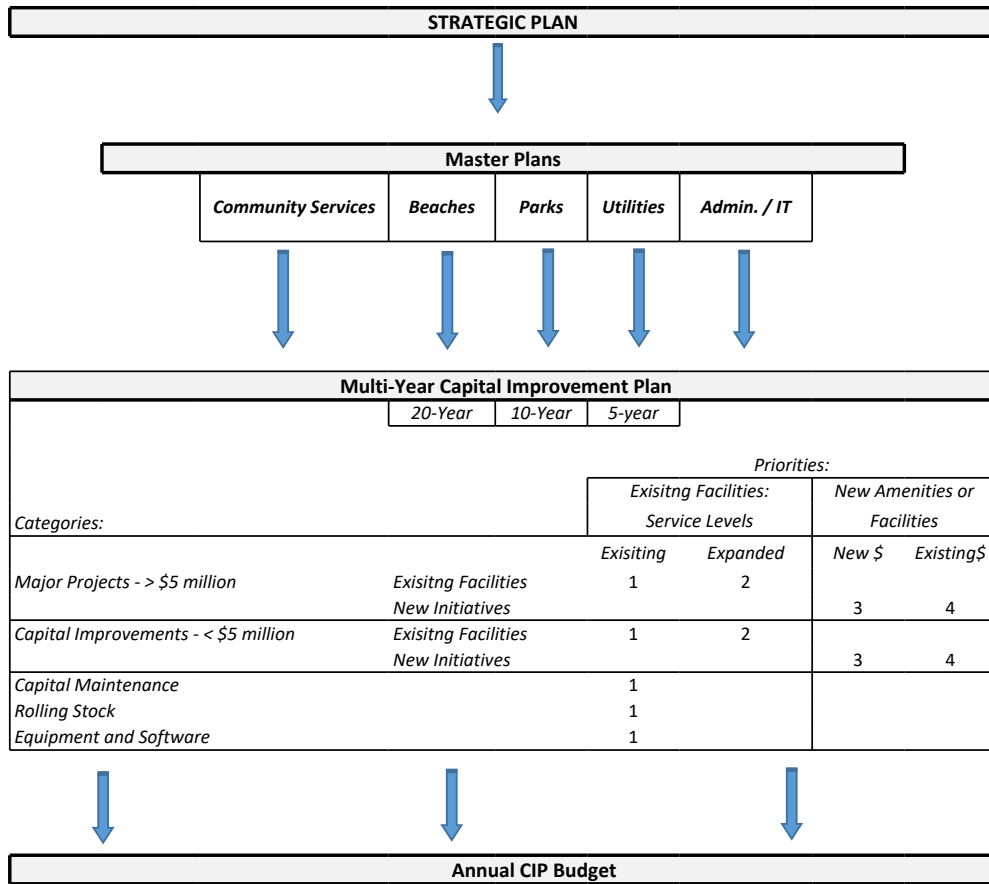 STRATEGIC PLAN
Master Plans
Community Services Beaches Parks Utilities Admin. / IT
Multi-Year Capital Improvement Plan
20-Year 10-Year 5-year
Priorities:
Exisitng Facilities: New Amenities or
Categories: Service Levels Facilities
Exisiting Expanded New $ Existing$
Major Projects - > $5 million Exisitng Facilities 1 2
New Initiatives 3 4
Capital Improvements - < $5 million Exisitng Facilities 1 2
New Initiatives 3 4
Capital Maintenance 1
Rolling Stock 1
Equipment and Software 1
Annual CIP Budget